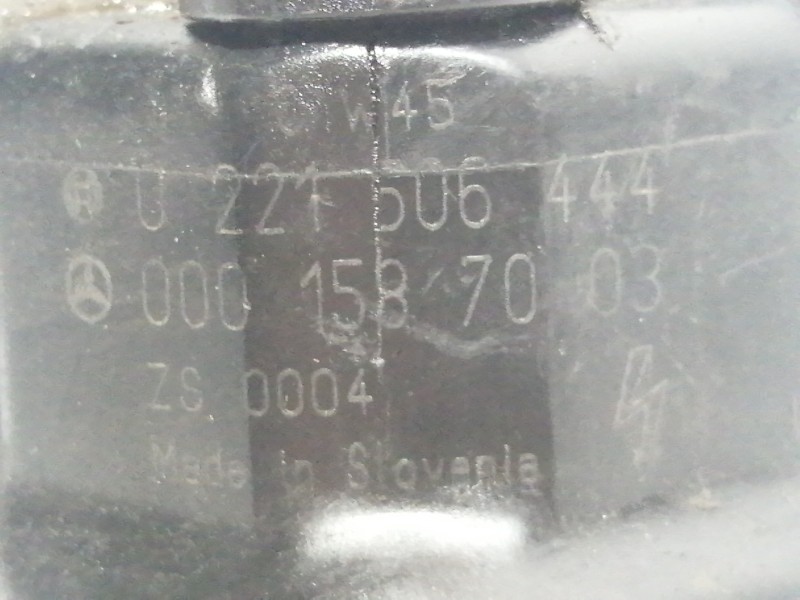 W45
0 221 506 444
000 158 70 03
ZS 0004
Made in Slovenia